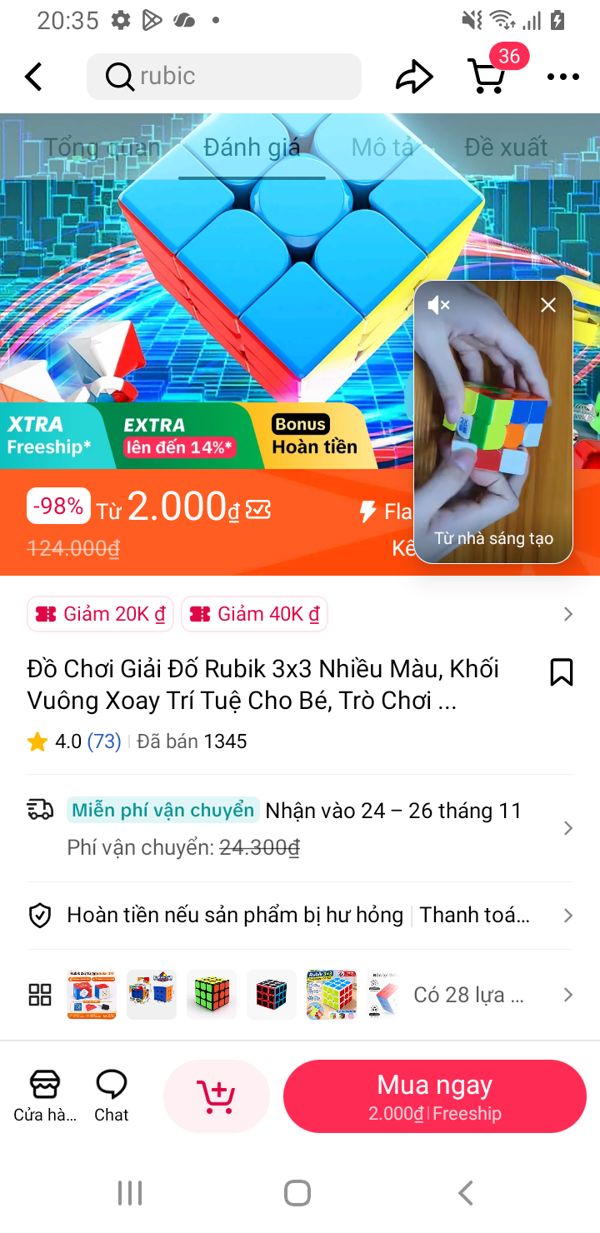 20:35
36
rubic
Tổng quan Đánh giá Mô tả Đề xuất
XTRA
Freeship*
EXTRA
lên đến 14%*
Bonus
Hoàn tiền
-98% Từ 2.000₫
Fla
124.000₫
Kế
Từ nhà sáng tạo
Giảm 20K ₫ Giảm 40K ₫
Đồ Chơi Giải Đố Rubik 3x3 Nhiều Màu, Khối
Vuông Xoay Trí Tuệ Cho Bé, Trò Chơi ...
4.0 (73) Đã bán 1345
Miễn phí vận chuyển Nhận vào 24 – 26 tháng 11
Phí vận chuyển: 24.300₫
Hoàn tiền nếu sản phẩm bị hư hỏng Thanh toá...
Có 28 lựa ...
Mua ngay
2.000₫ Freeship
Cửa hà... Chat